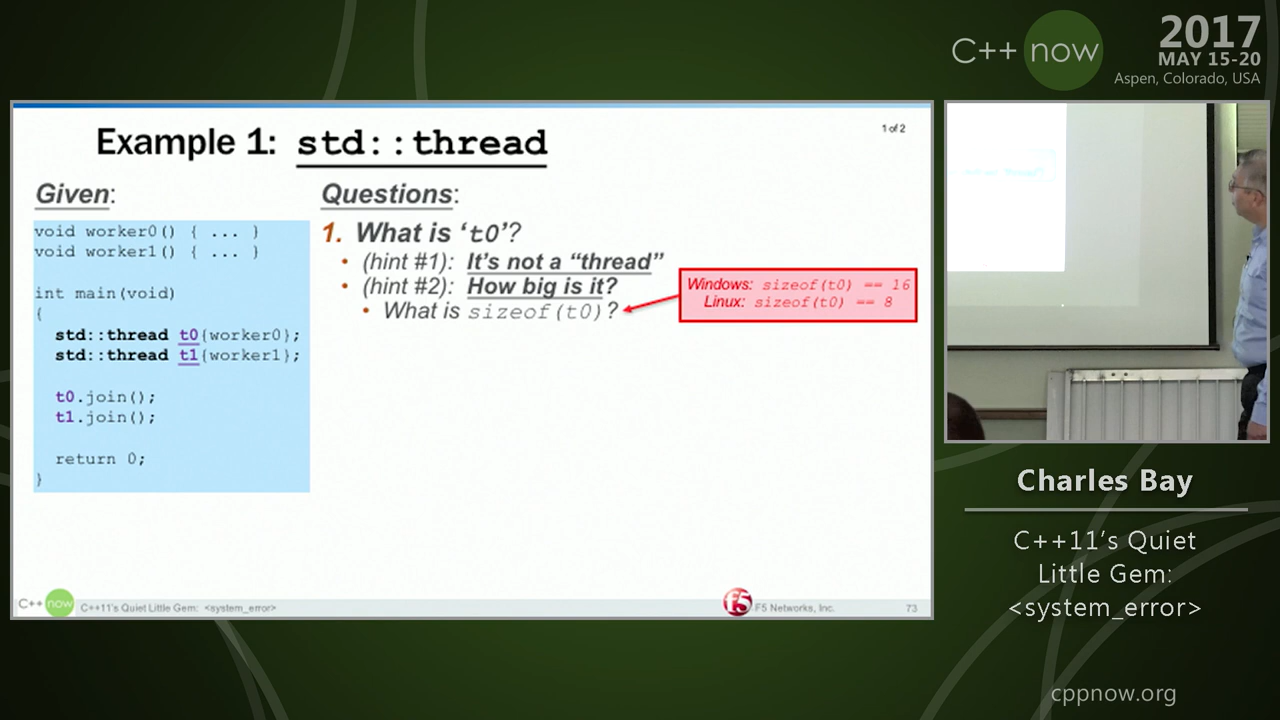 C++ now
2017
MAY 15-20
Aspen, Colorado, USA
Example 1: std::thread
1 of 2
Given:
void worker0() { ... }
void worker1() { ... }
int main(void)
{
std::thread t0{worker0};
std::thread t1{worker1};
t0.join();
t1.join();
return 0;
}
Questions:
1. What is ‘t0’?
• (hint #1): It's not a “thread”
• (hint #2): How big is it?
• What is sizeof(t0)?
Windows: sizeof(t0) == 16
Linux: sizeof(t0) == 8
C++ now
C++11's Quiet Little Gem: <system_error>
f5
F5 Networks, Inc.
73
Charles Bay
C++11’s Quiet
Little Gem:
<system_error>
cppnow.org